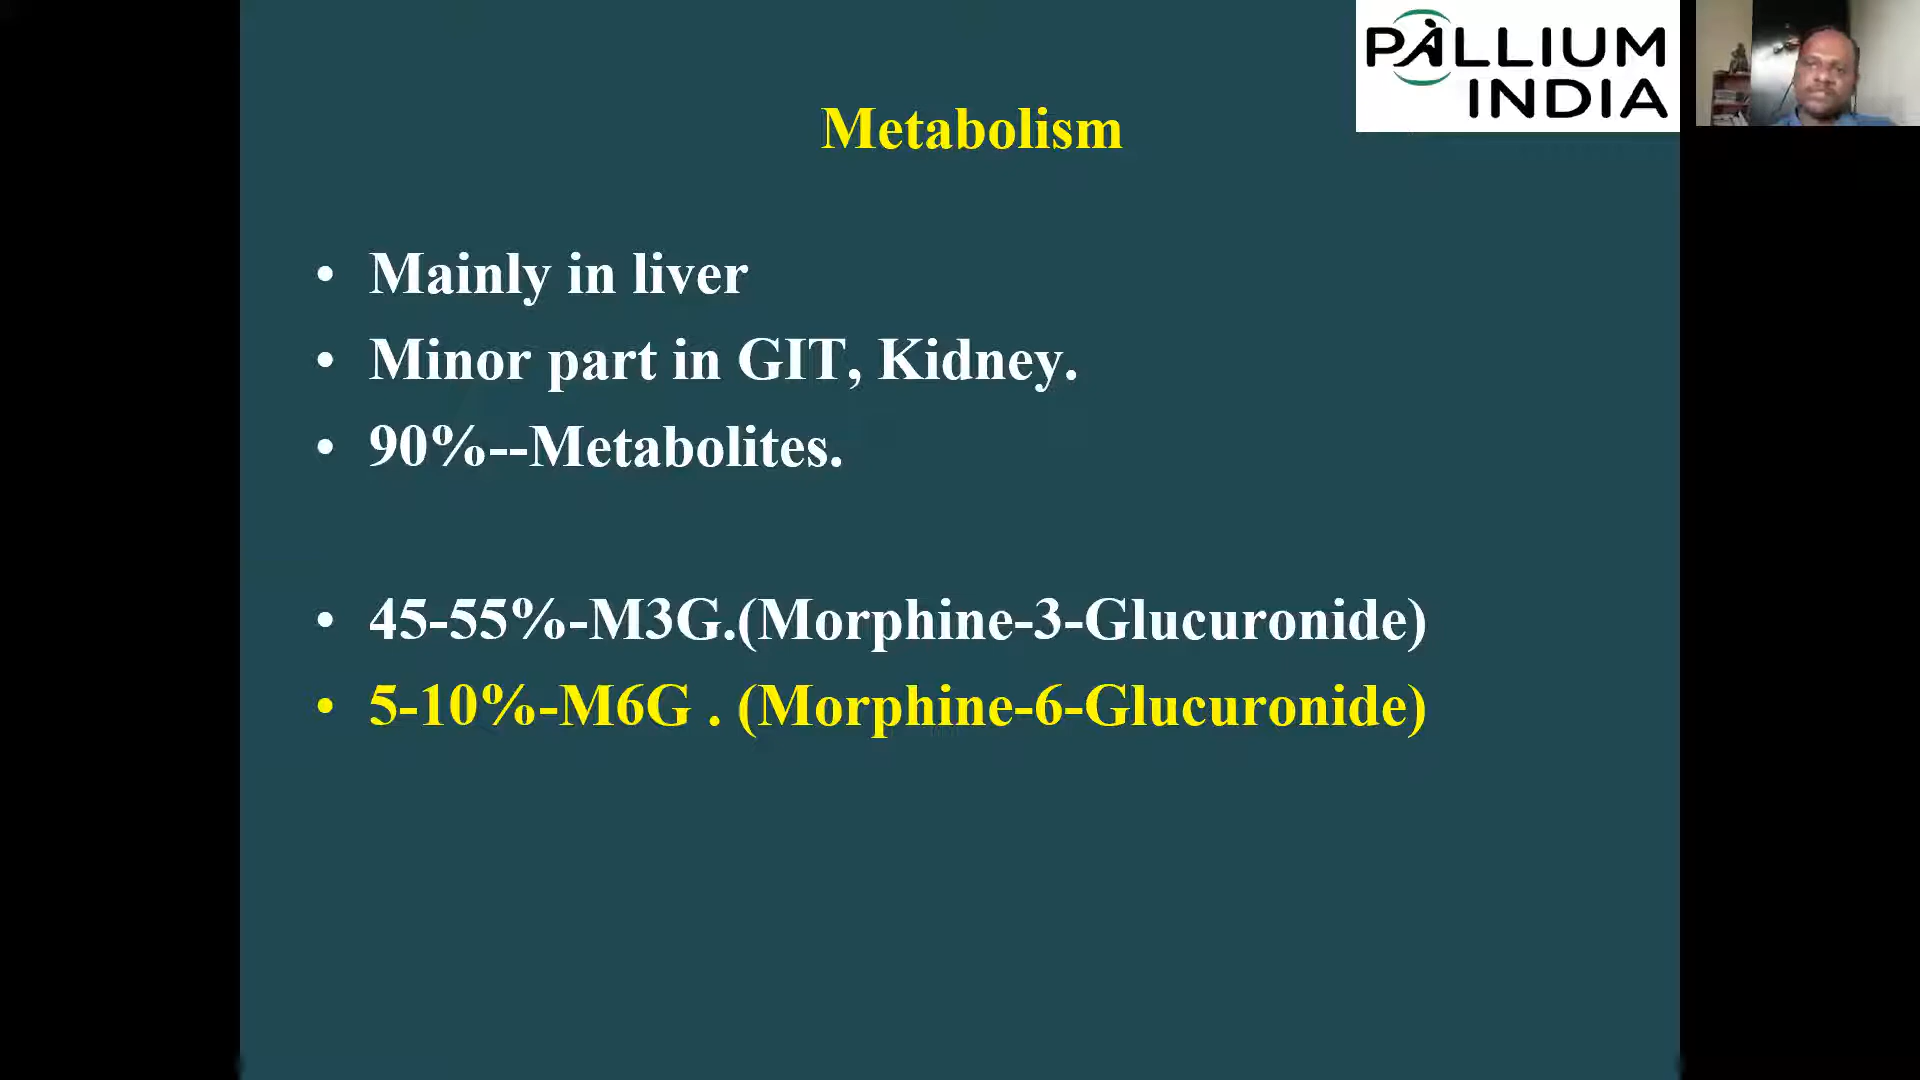 PALLIUM
INDIA
Metabolism
• Mainly in liver
• Minor part in GIT, Kidney.
• 90%--Metabolites.
• 45-55%-M3G.(Morphine-3-Glucuronide)
• 5-10%-M6G . (Morphine-6-Glucuronide)